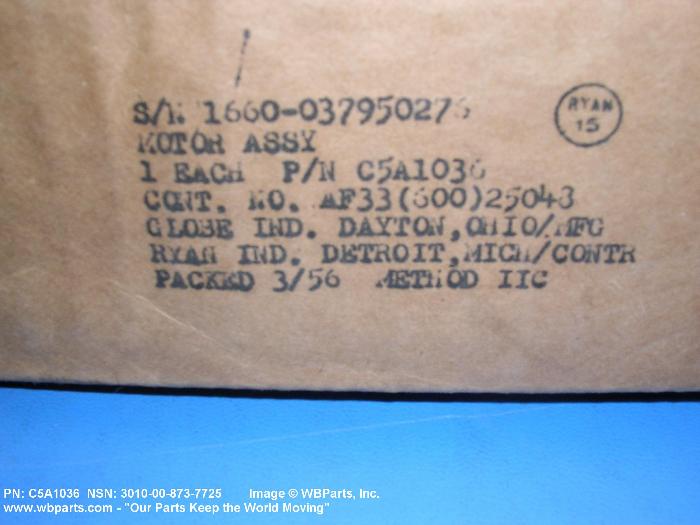 S/N 1660-037950276
RYAN
15
MOTOR ASSY
1 EACH P/N C5A1036
CONT. NO. AF33(600)25043
GLOBE IND. DAYTON,OHIO/MFG
RYAN IND. DETROIT,MICH/CONTR
PACKED 3/56 METHOD IIC
PN: C5A1036 NSN: 3010-00-873-7725 Image © WBParts, Inc.
www.wbparts.com - "Our Parts Keep the World Moving"